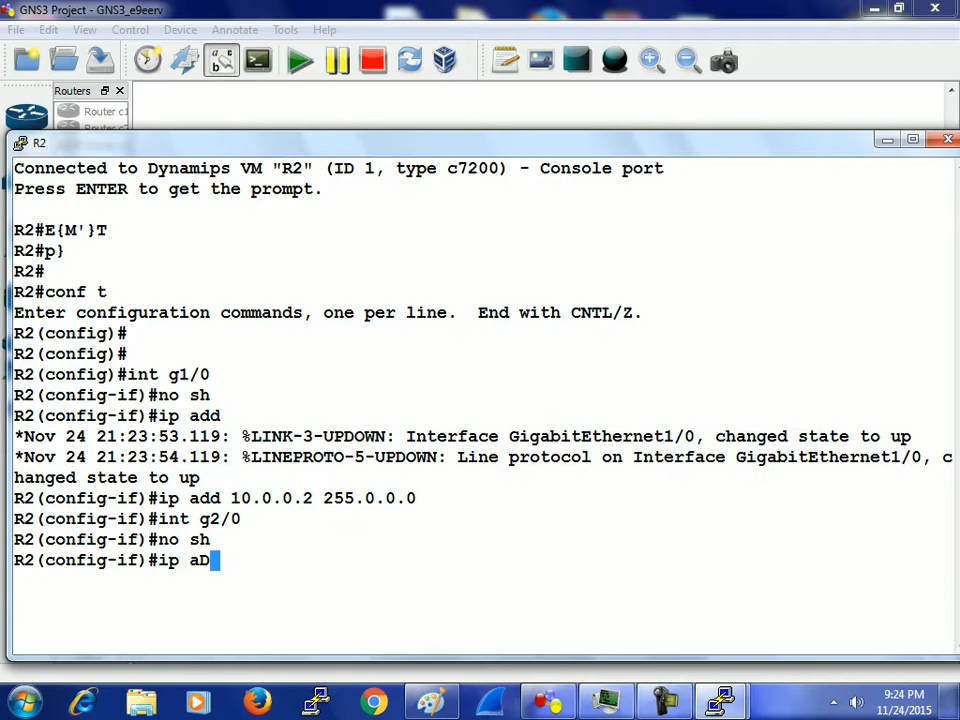 GNS3 Project - GNS3_e9eerv
File Edit View Control Device Annotate Tools Help
a b c
Routers
Router c1
R2
Connected to Dynamips VM "R2" (ID 1, type c7200) - Console port
Press ENTER to get the prompt.
R2#E{M'}T
R2#p}
R2#
R2#conf t
Enter configuration commands, one per line.  End with CNTL/Z.
R2(config)#
R2(config)#
R2(config)#int g1/0
R2(config-if)#no sh
R2(config-if)#ip add
*Nov 24 21:23:53.119: %LINK-3-UPDOWN: Interface GigabitEthernet1/0, changed state to up
*Nov 24 21:23:54.119: %LINEPROTO-5-UPDOWN: Line protocol on Interface GigabitEthernet1/0, c
hanged state to up
R2(config-if)#ip add 10.0.0.2 255.0.0.0
R2(config-if)#int g2/0
R2(config-if)#no sh
R2(config-if)#ip aD
9:24 PM
11/24/2015